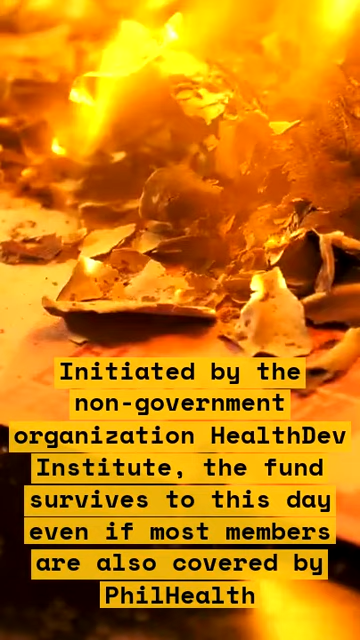 Initiated by the
non-government
organization HealthDev
Institute, the fund
survives to this day
even if most members
are also covered by
PhilHealth